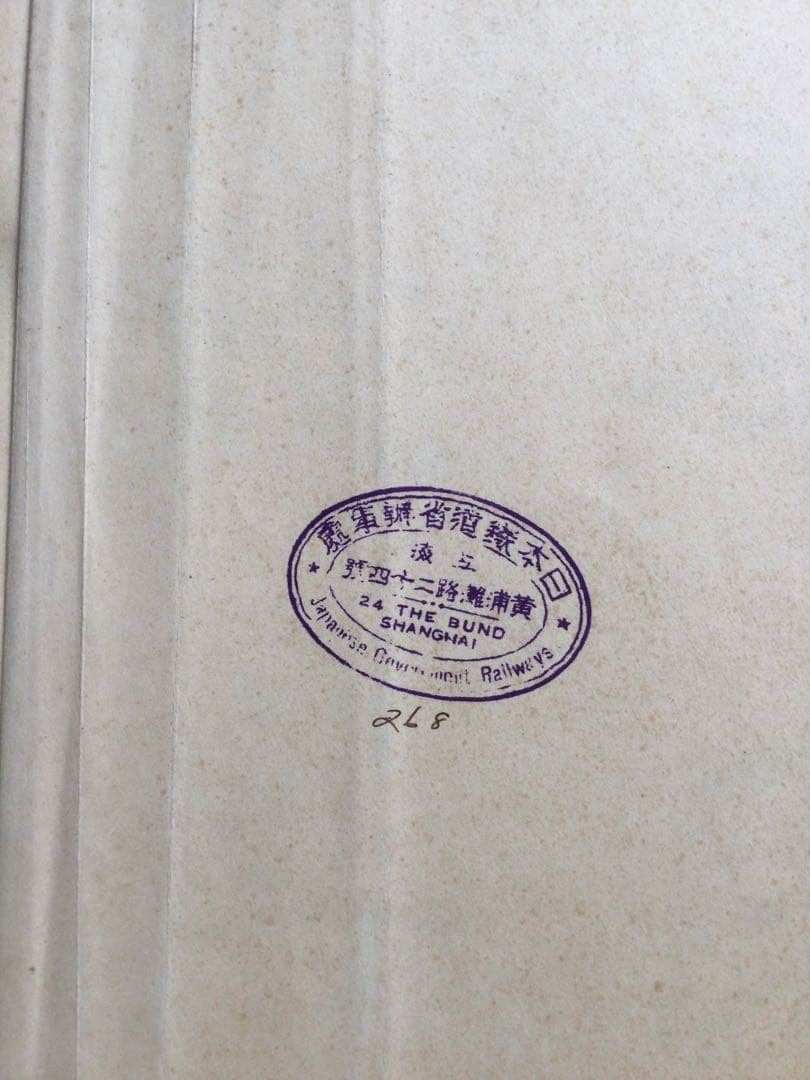 日本鐵道省辦事處
上海
黃浦灘路二十四號
24 THE BUND
SHANGHAI
Japanese Government Railways
268